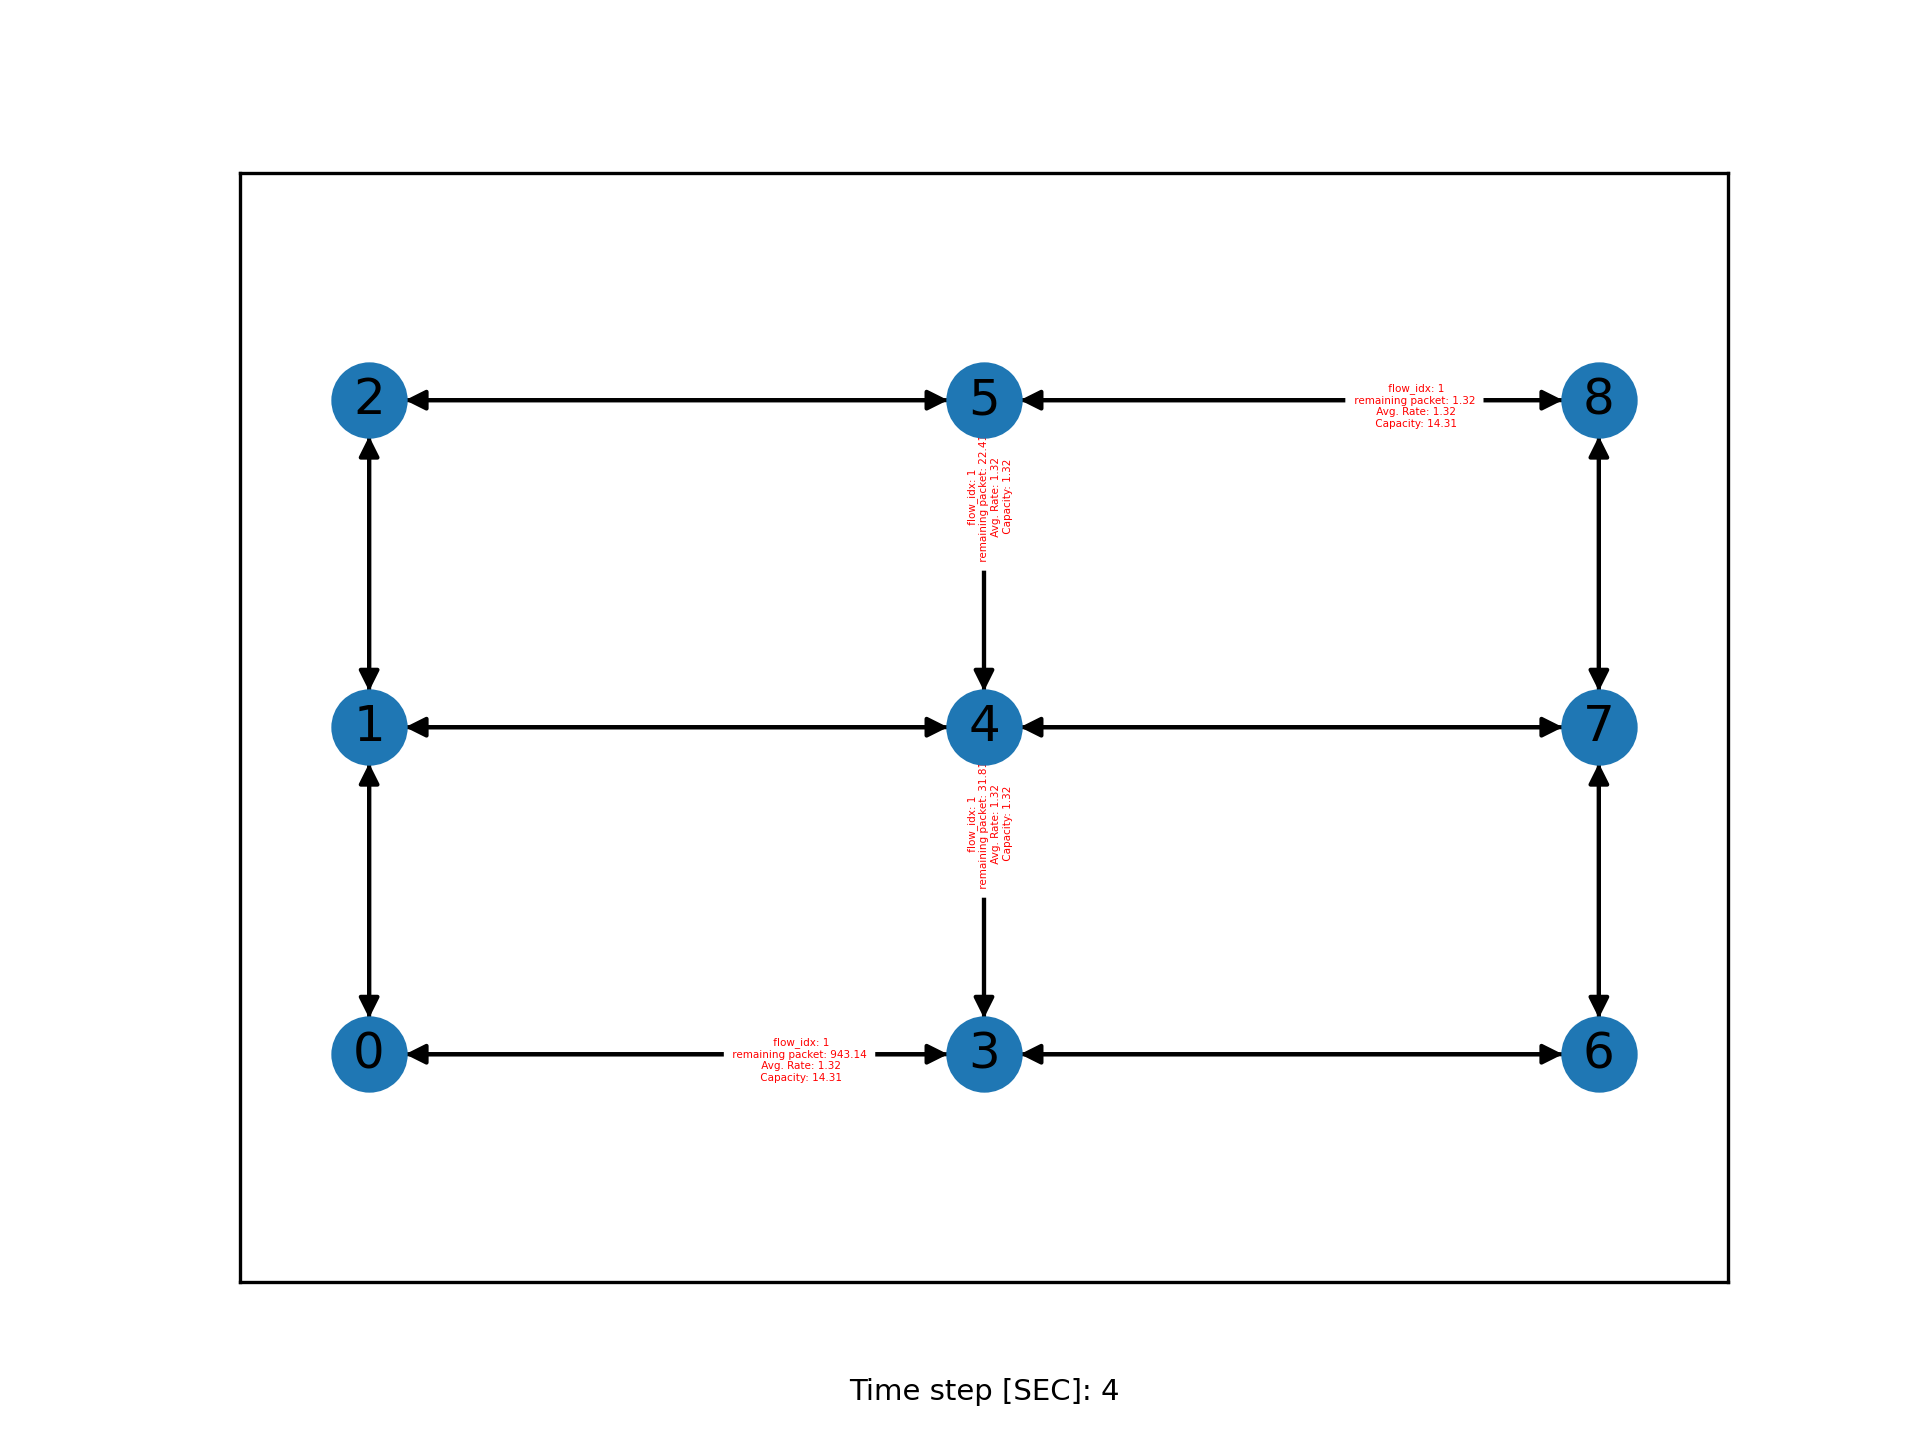 2
5
8
flow_idx: 1
remaining packet: 1.32
Avg. Rate: 1.32
Capacity: 14.31
flow_idx: 1
remaining packet: 22.41
Avg. Rate: 1.32
Capacity: 1.32
1
4
7
flow_idx: 1
remaining packet: 31.81
Avg. Rate: 1.32
Capacity: 1.32
0
flow_idx: 1
remaining packet: 943.14
Avg. Rate: 1.32
Capacity: 14.31
3
6
Time step [SEC]: 4